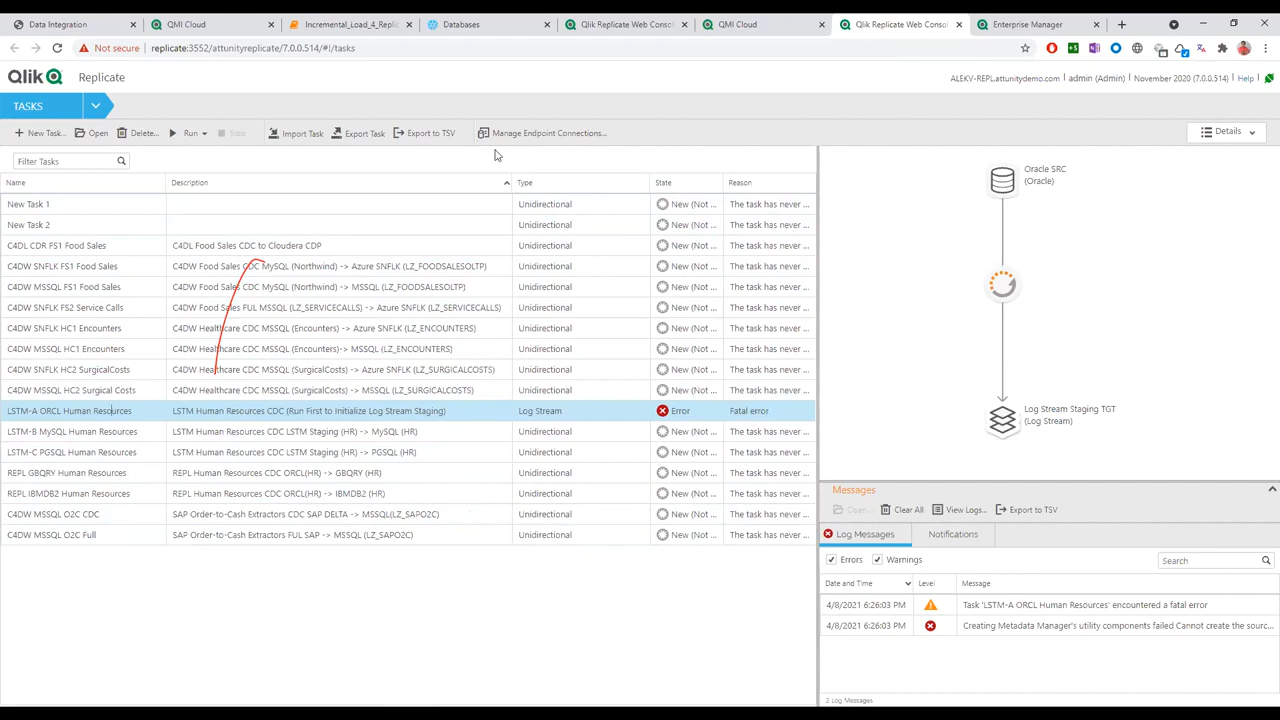 Data Integration
QMI Cloud
Incremental_Load_4_Replic
Databases
Qlik Replicate Web Conso
QMI Cloud
Qlik Replicate Web Consol
Enterprise Manager
Not secure
replicate:3552/attunityreplicate/7.0.0.514/#!/tasks
Qlik Replicate
ALEKV-REPL.attunitydemo.com
admin (Admin)
November 2020 (7.0.0.514)
Help
TASKS
New Task... Open Delete... Run Stop Import Task Export Task Export to TSV Manage Endpoint Connections...
Details
Filter Tasks
Name Description Type State Reason
New Task 1 Unidirectional New (Not ... The task has never ...
New Task 2 Unidirectional New (Not ... The task has never ...
C4DL CDR FS1 Food Sales C4DL Food Sales CDC to Cloudera CDP Unidirectional New (Not ... The task has never ...
C4DW SNFLK FS1 Food Sales C4DW Food Sales CDC MySQL (Northwind) -> Azure SNFLK (LZ_FOODSALESOLTP) Unidirectional New (Not ... The task has never ...
C4DW MSSQL FS1 Food Sales C4DW Food Sales CDC MySQL (Northwind) -> MSSQL (LZ_FOODSALESOLTP) Unidirectional New (Not ... The task has never ...
C4DW SNFLK FS2 Service Calls C4DW Food Sales FUL MSSQL (LZ_SERVICECALLS) -> Azure SNFLK (LZ_SERVICECALLS) Unidirectional New (Not ... The task has never ...
C4DW SNFLK HC1 Encounters C4DW Healthcare CDC MSSQL (Encounters) -> Azure SNFLK (LZ_ENCOUNTERS) Unidirectional New (Not ... The task has never ...
C4DW MSSQL HC1 Encounters C4DW Healthcare CDC MSSQL (Encounters)-> MSSQL (LZ_ENCOUNTERS) Unidirectional New (Not ... The task has never ...
C4DW SNFLK HC2 SurgicalCosts C4DW Healthcare CDC MSSQL (SurgicalCosts) -> Azure SNFLK (LZ_SURGICALCOSTS) Unidirectional New (Not ... The task has never ...
C4DW MSSQL HC2 Surgical Costs C4DW Healthcare CDC MSSQL (SurgicalCosts) -> MSSQL (LZ_SURGICALCOSTS) Unidirectional New (Not ... The task has never ...
LSTM-A ORCL Human Resources LSTM Human Resources CDC (Run First to Initialize Log Stream Staging) Log Stream Error Fatal error
LSTM-B MySQL Human Resources LSTM Human Resources CDC LSTM Staging (HR) -> MySQL (HR) Unidirectional New (Not ... The task has never ...
LSTM-C PGSQL Human Resources LSTM Human Resources CDC LSTM Staging (HR) -> PGSQL (HR) Unidirectional New (Not ... The task has never ...
REPL GBQRY Human Resources REPL Human Resources CDC ORCL(HR) -> GBQRY (HR) Unidirectional New (Not ... The task has never ...
REPL IBMDB2 Human Resources REPL Human Resources CDC ORCL(HR) -> IBMDB2 (HR) Unidirectional New (Not ... The task has never ...
C4DW MSSQL O2C CDC SAP Order-to-Cash Extractors CDC SAP DELTA -> MSSQL(LZ_SAPO2C) Unidirectional New (Not ... The task has never ...
C4DW MSSQL O2C Full SAP Order-to-Cash Extractors FUL SAP -> MSSQL (LZ_SAPO2C) Unidirectional New (Not ... The task has never ...
Oracle SRC
(Oracle)
Log Stream Staging TGT
(Log Stream)
Messages
Open... Clear All View Logs... Export to TSV
Log Messages Notifications
Errors Warnings Search
Date and Time Level Message
4/8/2021 6:26:03 PM Task 'LSTM-A ORCL Human Resources' encountered a fatal error
4/8/2021 6:26:03 PM Creating Metadata Manager's utility components failed Cannot create the sourc...
2 Log Messages